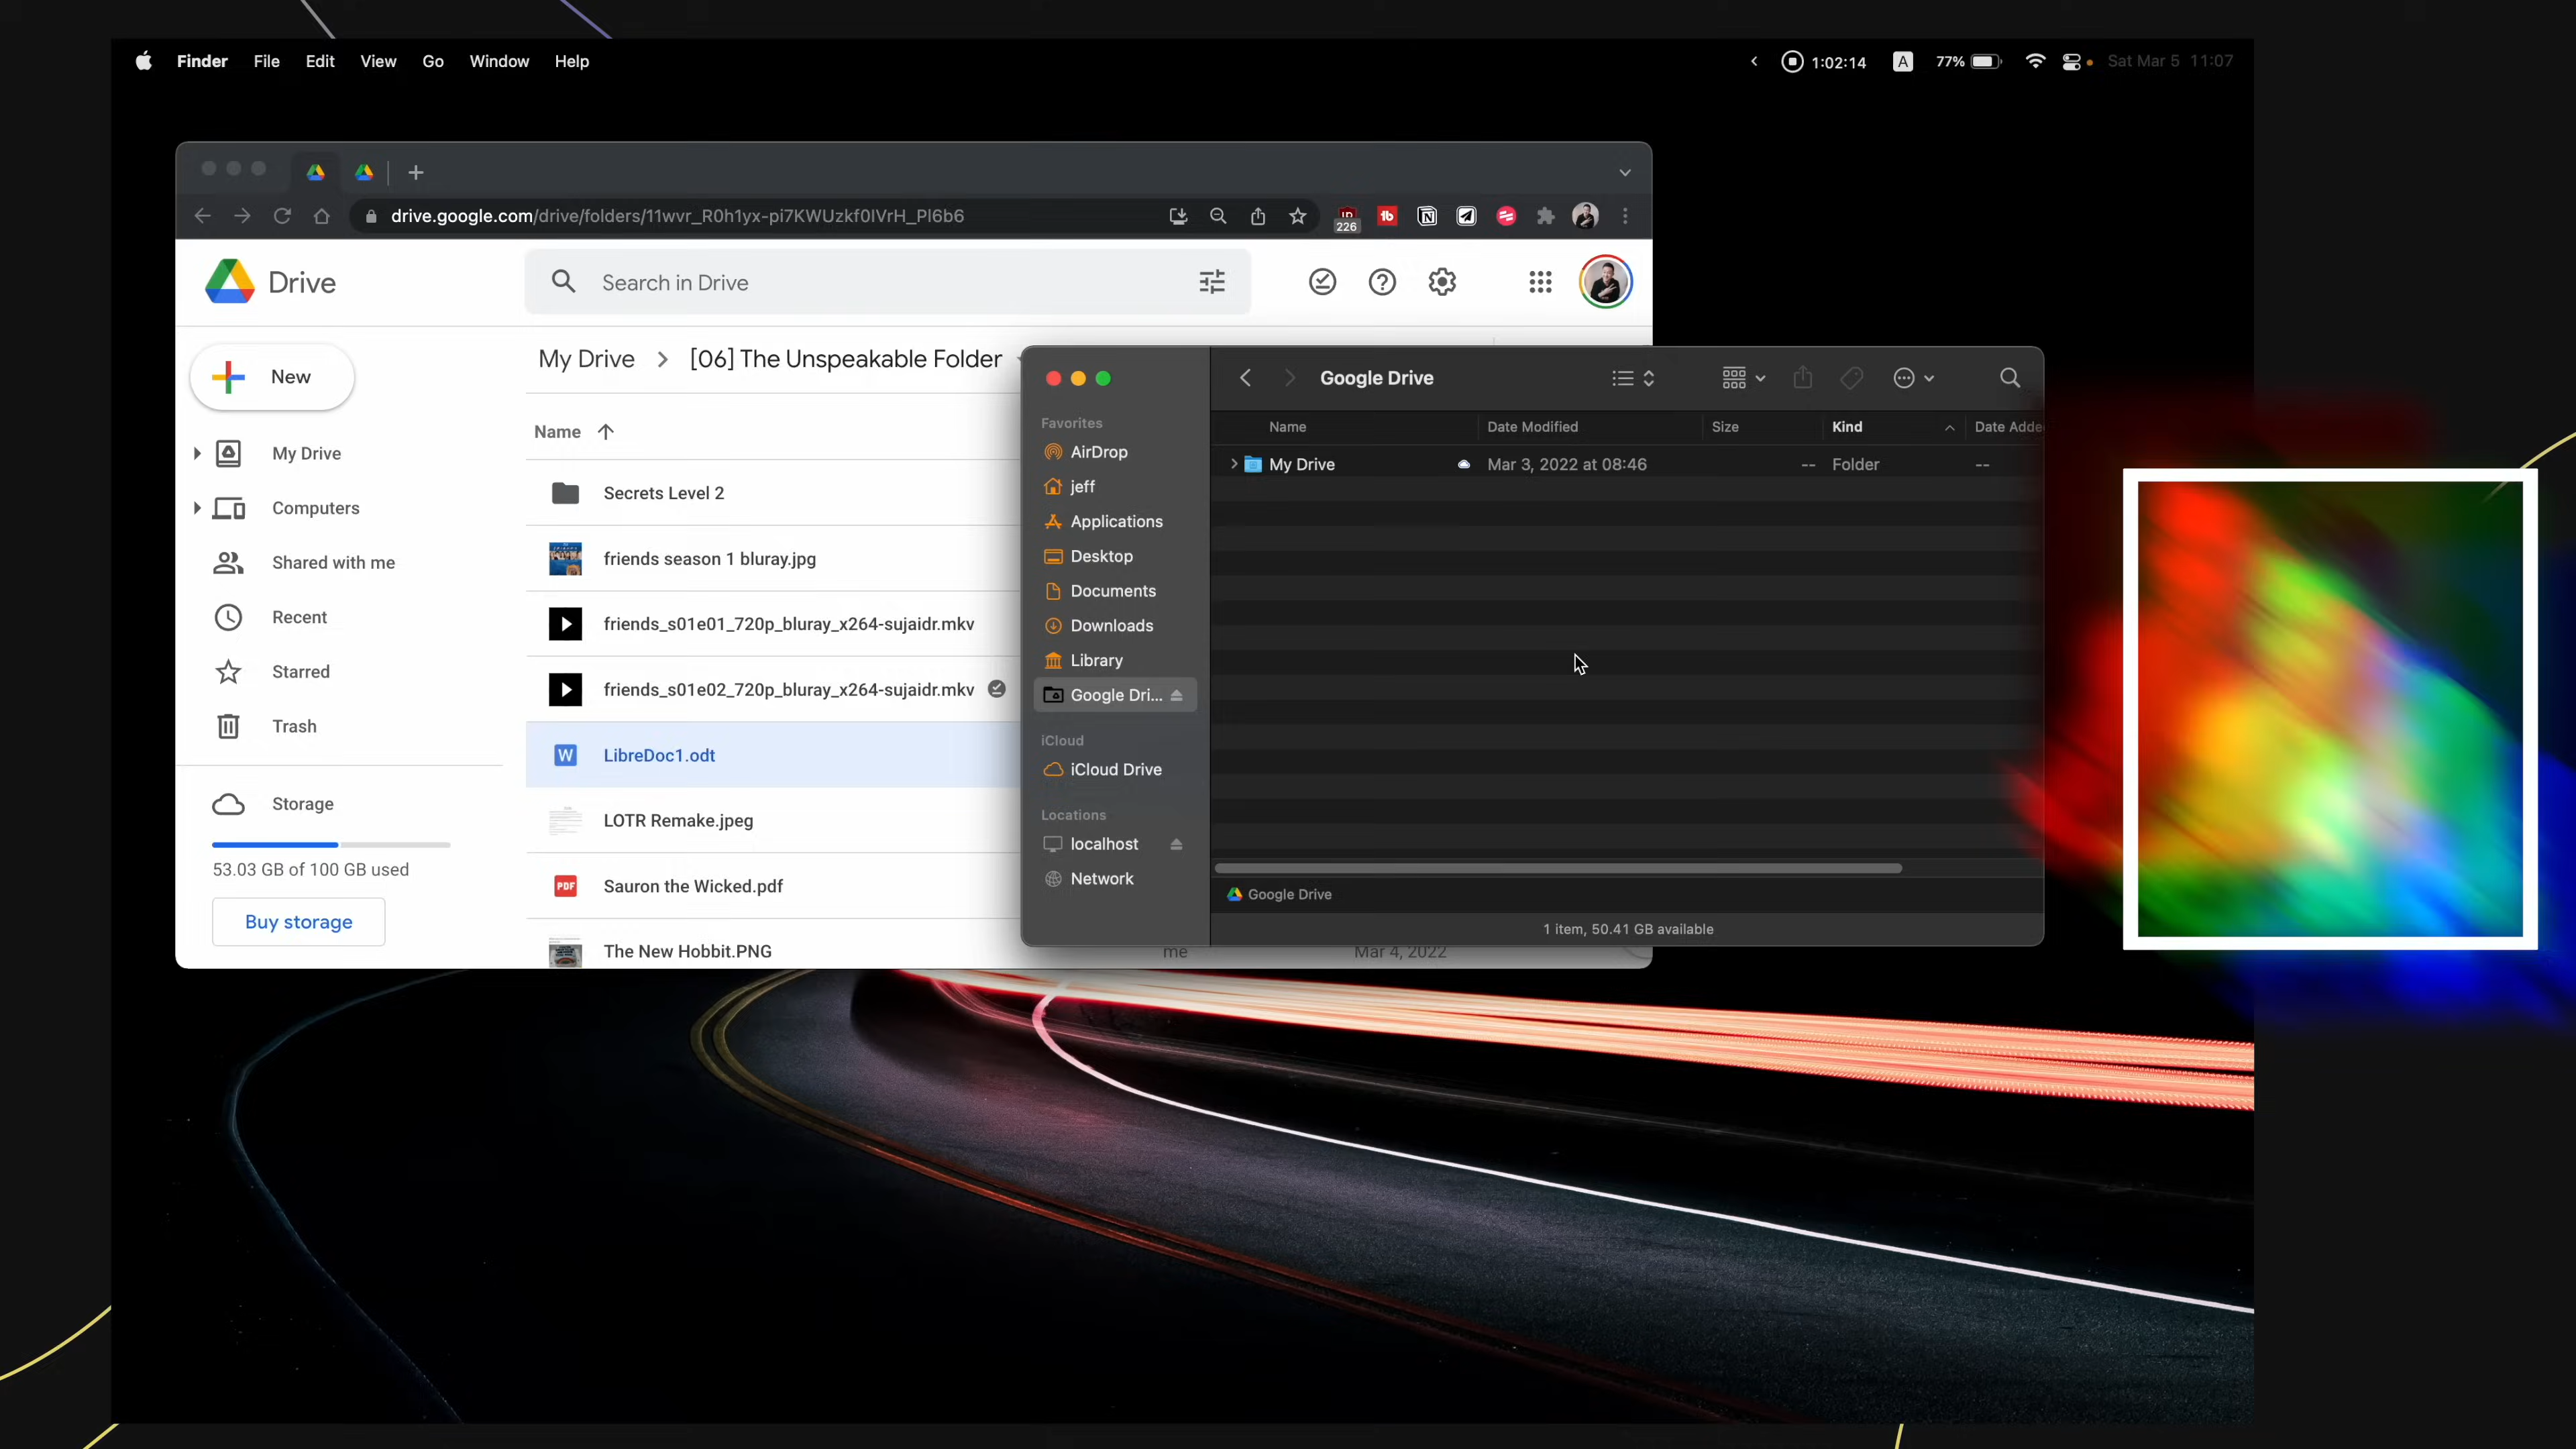 Finder File Edit View Go Window Help
1:02:14 A 77% Sat Mar 5 11:07
drive.google.com/drive/folders/11wvr_R0h1yx-pi7KWUzkf0IVrH_Pl6b6
226
Drive
Search in Drive
New
My Drive
Computers
Shared with me
Recent
Starred
Trash
Storage
53.03 GB of 100 GB used
Buy storage
My Drive > [06] The Unspeakable Folder
Name
Secrets Level 2
friends season 1 bluray.jpg
friends_s01e01_720p_bluray_x264-sujaidr.mkv
friends_s01e02_720p_bluray_x264-sujaidr.mkv
W LibreDoc1.odt
LOTR Remake.jpeg
PDF Sauron the Wicked.pdf
The New Hobbit.PNG me Mar 4, 2022
Favorites
AirDrop
jeff
Applications
Desktop
Documents
Downloads
Library
Google Dri...
iCloud
iCloud Drive
Locations
localhost
Network
Google Drive
Name Date Modified Size Kind Date Adde
My Drive Mar 3, 2022 at 08:46 -- Folder --
Google Drive
1 item, 50.41 GB available